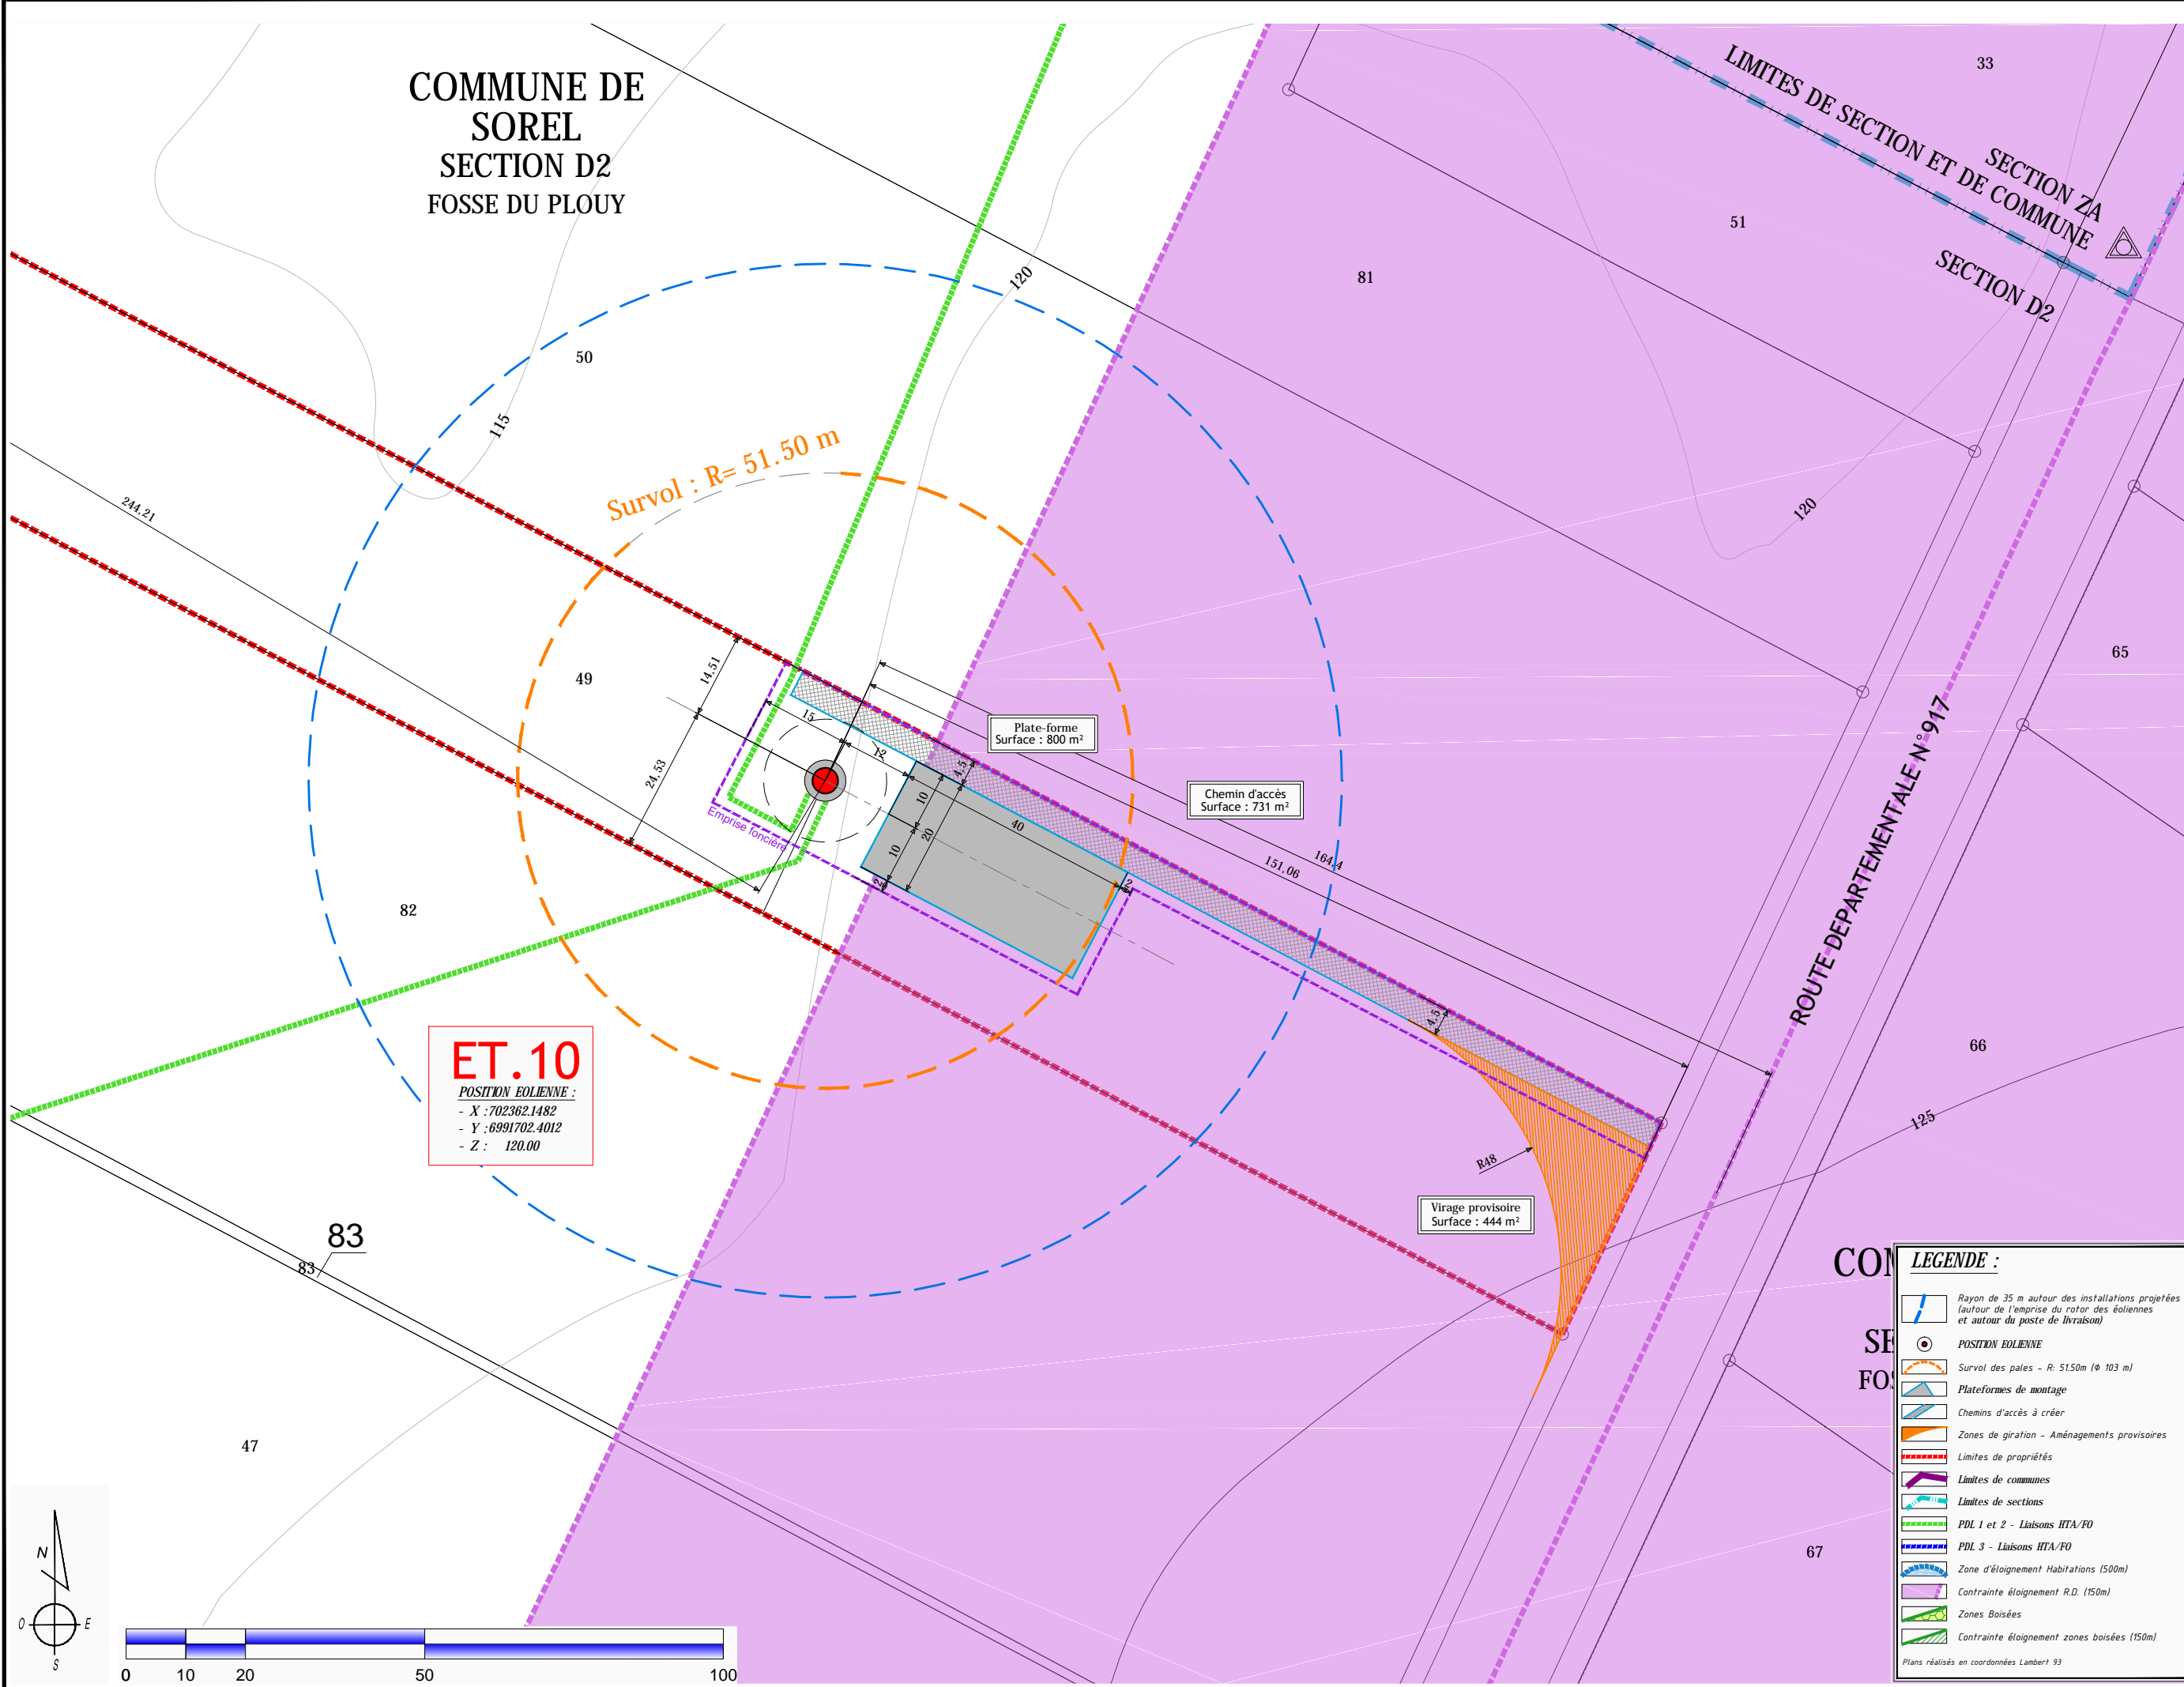 COMMUNE DE
SOREL
SECTION D2
FOSSE DU PLOUY
LIMITES DE SECTION ET DE COMMUNE
SECTION ZA
SECTION D2
33
51
81
50
120
115
120
Survol : R= 51.50 m
244,21
49
14,51
24,53
15
12
4,5
10
20
10
40
2
2
Emprise foncière
Plate-forme
Surface : 800 m²
Chemin d'accès
Surface : 731 m²
151,06
164,4
4,5
65
ROUTE DEPARTEMENTALE N°917
66
125
82
ET.10
POSITION EOLIENNE :
- X :702362.1482
- Y :6991702.4012
- Z : 120.00
R48
Virage provisoire
Surface : 444 m²
83
83
47
67
COM
SE
FOS
LEGENDE :
Rayon de 35 m autour des installations projetées
(autour de l'emprise du rotor des éoliennes
et autour du poste de livraison)
POSITION EOLIENNE
Survol des pales - R: 51.50m (Φ 103 m)
Plateformes de montage
Chemins d'accès à créer
Zones de giration - Aménagements provisoires
Limites de propriétés
Limites de communes
Limites de sections
PDL 1 et 2 - Liaisons HTA/FO
PDL 3 - Liaisons HTA/FO
Zone d'éloignement Habitations (500m)
Contrainte éloignement R.D. (150m)
Zones Boisées
Contrainte éloignement zones boisées (150m)
Plans réalisés en coordonnées Lambert 93
N
O
E
S
0 10 20 50 100